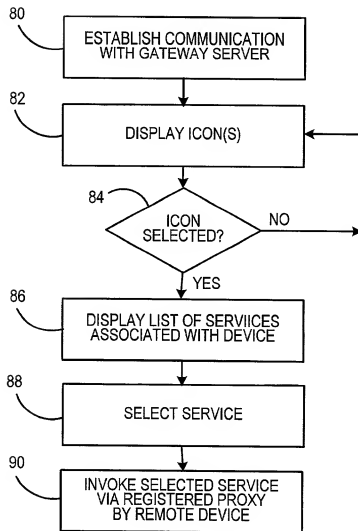 80
ESTABLISH COMMUNICATION
WITH GATEWAY SERVER
82
DISPLAY ICON(S)
84
ICON
SELECTED?
NO
YES
86
DISPLAY LIST OF SERVIICES
ASSOCIATED WITH DEVICE
88
SELECT SERVICE
90
INVOKE SELECTED SERVICE
VIA REGISTERED PROXY
BY REMOTE DEVICE